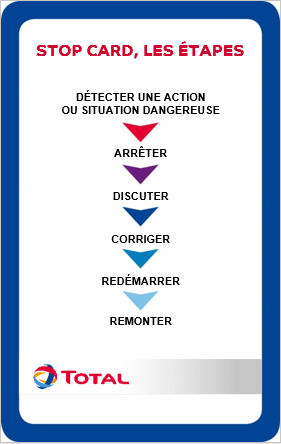 STOP CARD, LES ÉTAPES
DÉTECTER UNE ACTION
OU SITUATION DANGEREUSE
ARRÊTER
DISCUTER
CORRIGER
REDÉMARRER
REMONTER
TOTAL